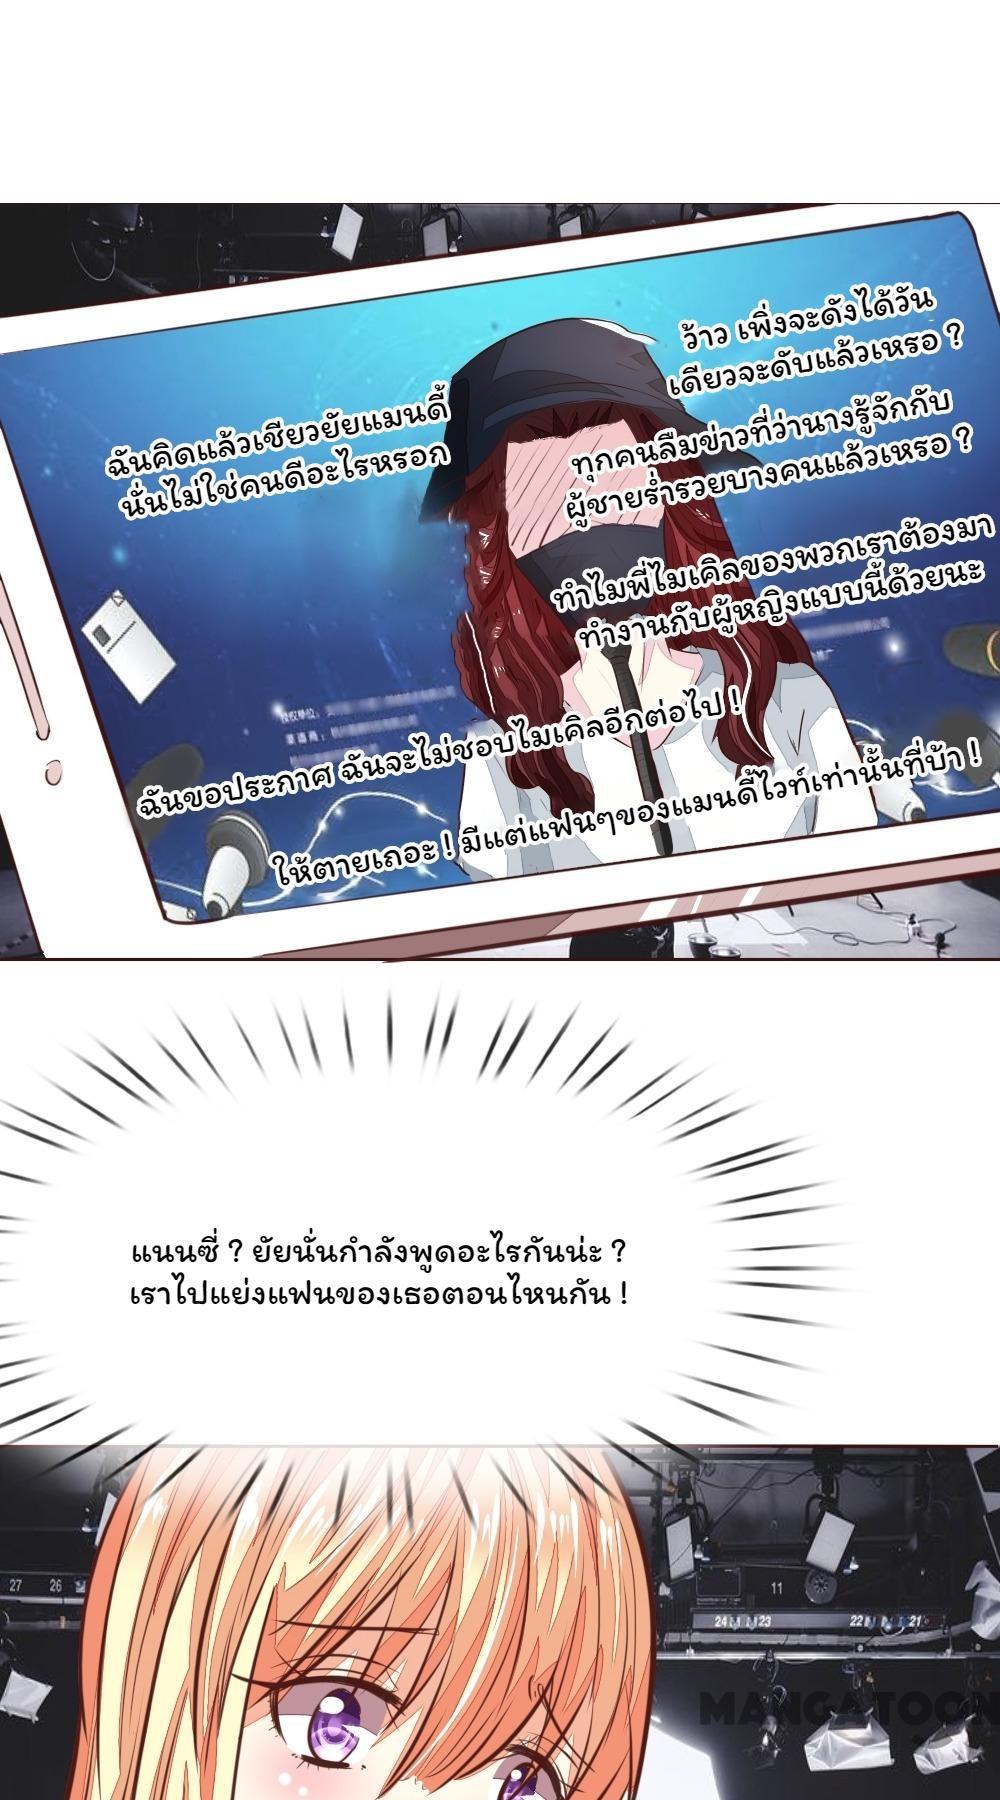 ว้าว เพิ่งจะดังได้วัน
เดียวจะดับแล้วเหรอ ?
ฉันคิดแล้วเชียวยัยแมนดี้
นั่นไม่ใช่คนดีอะไรหรอก
ทุกคนลืมข่าวที่ว่านางรู้จักกับ
ผู้ชายร่ำรวยบางคนแล้วเหรอ ?
ทำไมพี่ไมเคิลของพวกเราต้องมา
ทำงานกับผู้หญิงแบบนี้ด้วยนะ
ฉันขอประกาศ ฉันจะไม่ชอบไมเคิลอีกต่อไป !
ให้ตายเถอะ ! มีแต่แฟนๆของแมนดี้ไวท์เท่านั้นที่บ้า !
แนนซี่ ? ยัยนั่นกำลังพูดอะไรกันน่ะ ?
เราไปแย่งแฟนของเธอตอนไหนกัน !
27 26
11
24 23
22 21
MANGATOON